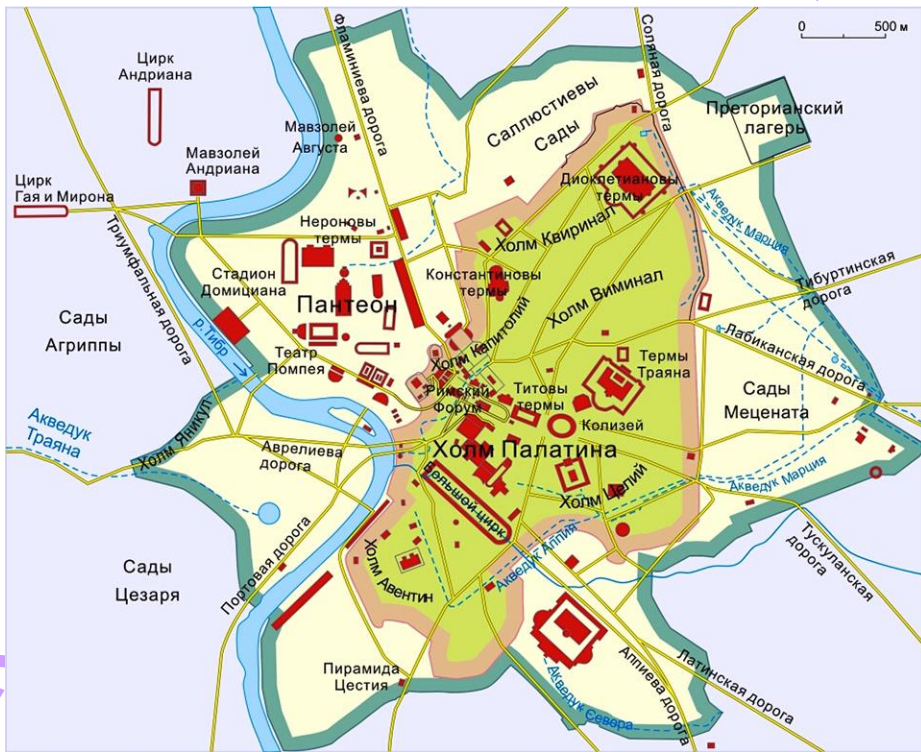 0 500 м
Цирк
Андриана
Фламиниева дорога
Соляная дорога
Саллюстиевы
Сады
Преторианский
лагерь
Мавзолей
Августа
Мавзолей
Андриана
Цирк
Гая и Мирона
Диоклетиановы
термы
Акведук Марция
Нероновы
термы
Холм Квиринал
Триумфальная дорога
Стадион
Домициана
Константиновы
термы
Тибуртинская
дорога
Пантеон
Холм Виминал
Сады
Агриппы
р.Тибр
Театр
Помпея
Холм Капитолий
Лабиканская дорога
Термы
Траяна
Римский
Форум
Титовы
термы
Сады
Мецената
Акведук
Траяна
Холм Яникул
Аврелиева
дорога
Колизей
Холм Палатина
Большой цирк
Холм Целий
Акведук Марция
Тускуланская
дорога
Акведук Аппия
Сады
Цезаря
Портовая дорога
Холм Авентин
Пирамида
Цестия
Акведук Севера
Аппиева дорога
Латинская дорога